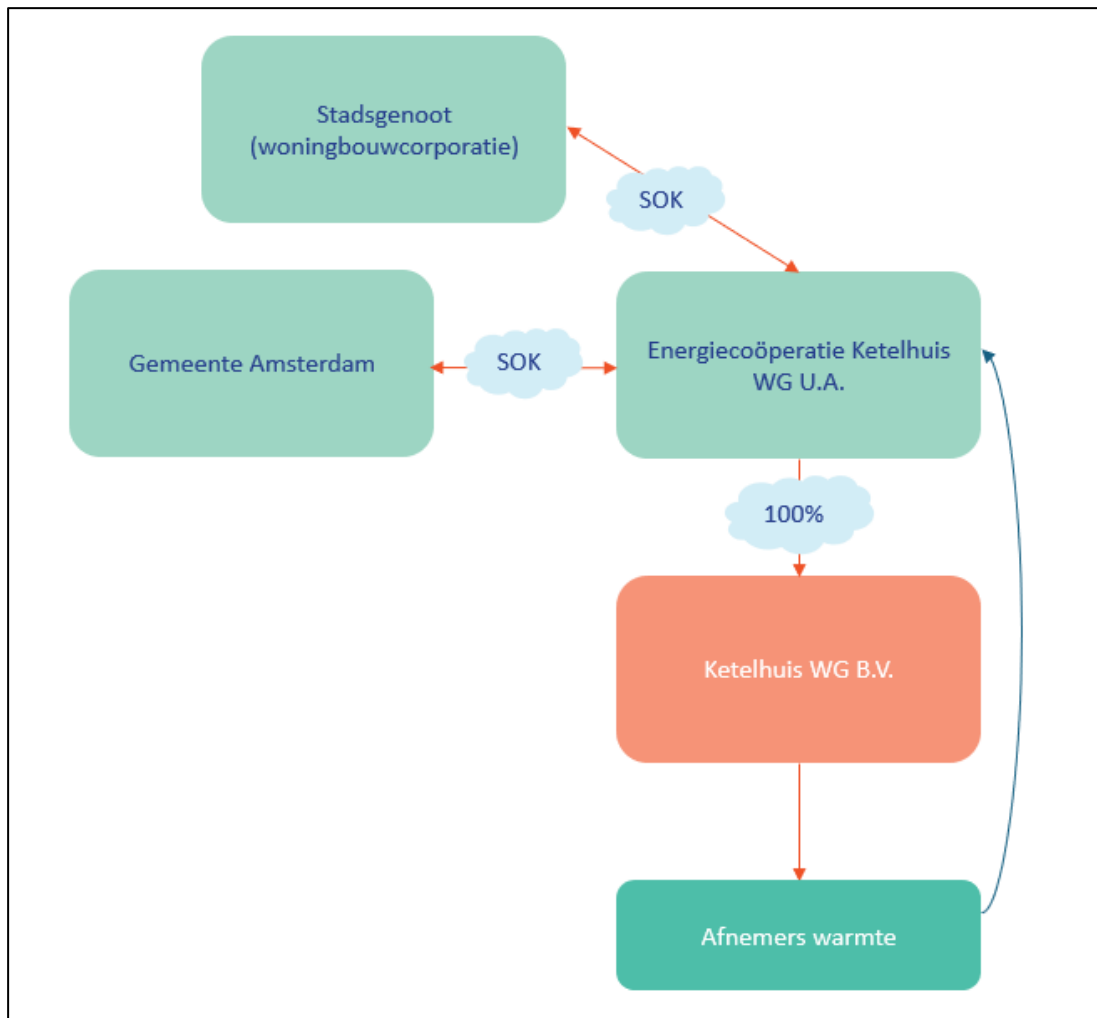 Stadsgenoot
(woningbouwcorporatie)
SOK
Gemeente Amsterdam
SOK
Energiecoöperatie Ketelhuis
WG U.A.
100%
Ketelhuis WG B.V.
Afnemers warmte